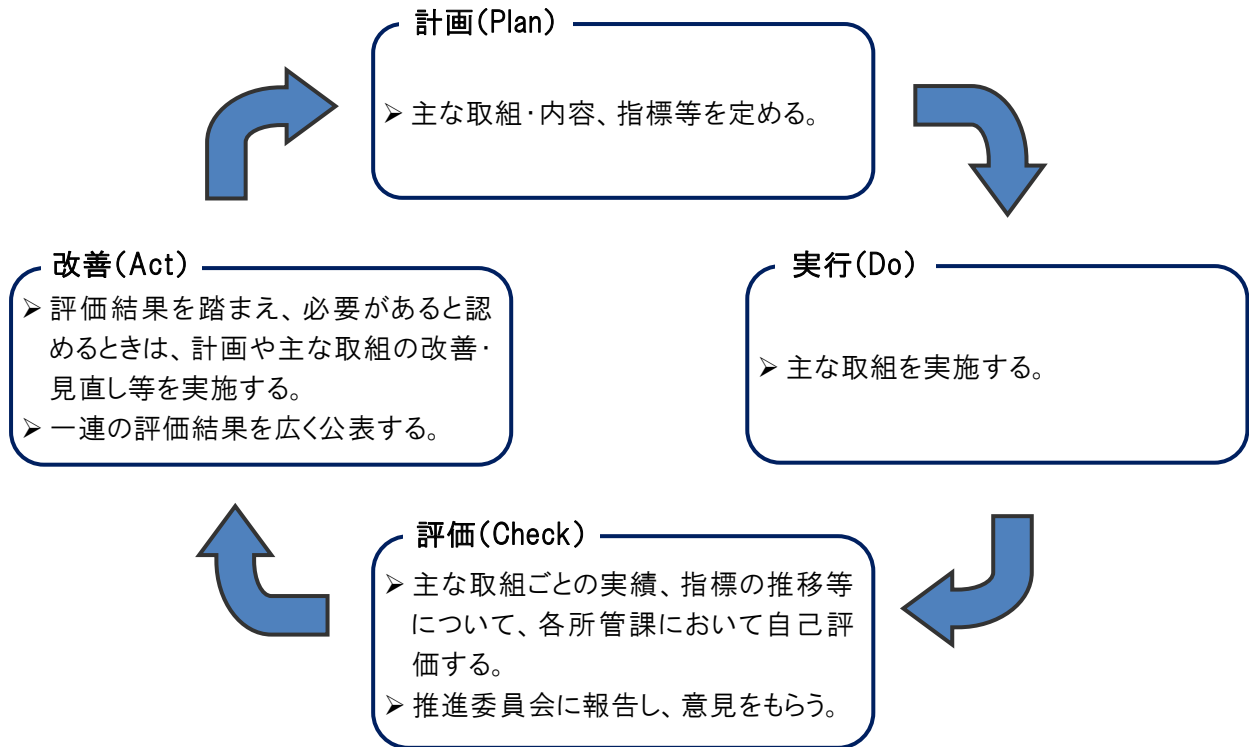 計画(Plan)
➢ 主な取組・内容、指標等を定める。
実行(Do)
➢ 主な取組を実施する。
評価(Check)
➢ 主な取組ごとの実績、指標の推移等
について、各所管課において自己評
価する。
➢ 推進委員会に報告し、意見をもらう。
改善(Act)
➢ 評価結果を踏まえ、必要があると認
めるときは、計画や主な取組の改善・
見直し等を実施する。
➢ 一連の評価結果を広く公表する。